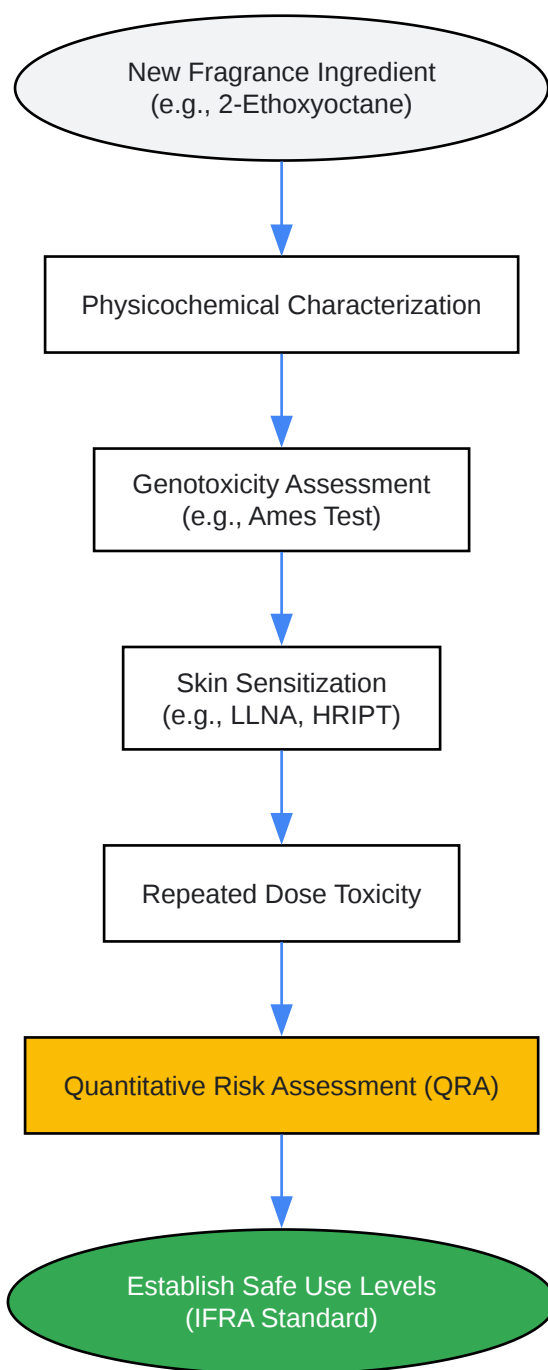 New Fragrance Ingredient
(e.g., 2-Ethoxyoctane)
Physicochemical Characterization
Genotoxicity Assessment
(e.g., Ames Test)
Skin Sensitization
(e.g., LLNA, HRIPT)
Repeated Dose Toxicity
Quantitative Risk Assessment (QRA)
Establish Safe Use Levels
(IFRA Standard)